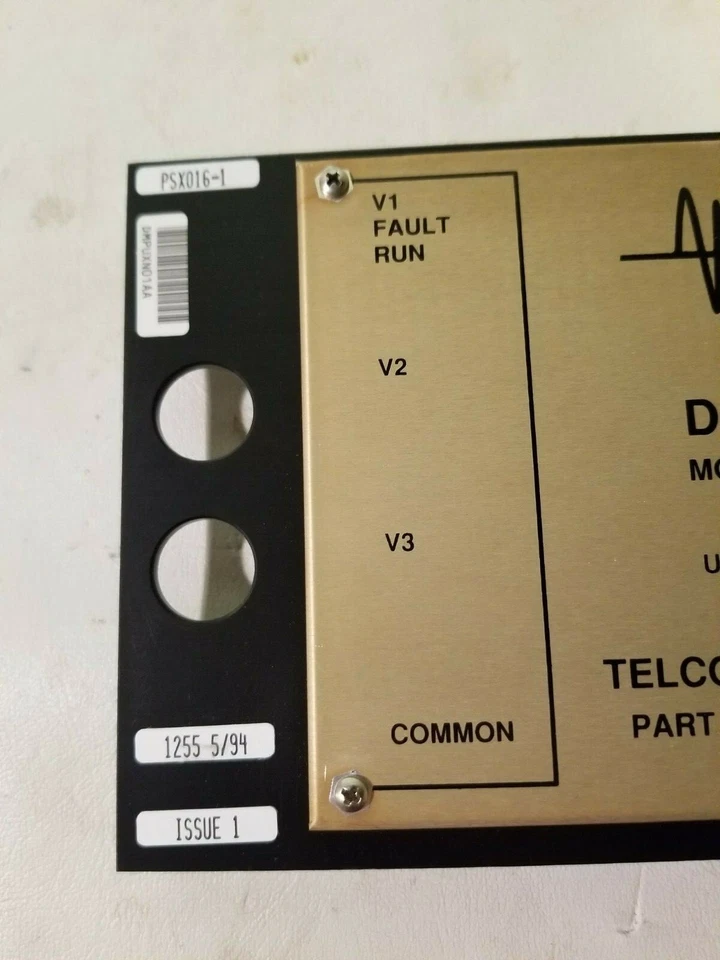 PSX016-1
DMPUXN01AA
1255 5/94
ISSUE 1
V1
FAULT
RUN
V2
V3
COMMON
D
MO
U
TELCO
PART